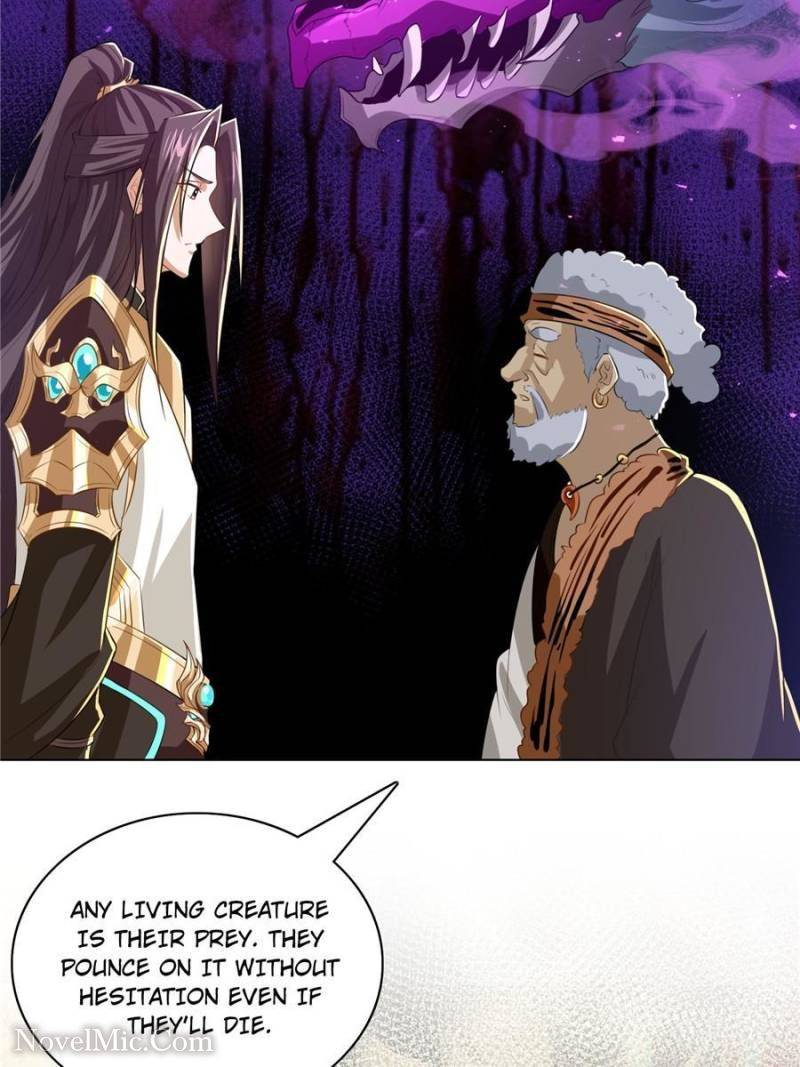 ANY LIVING CREATURE
IS THEIR PREY. THEY
POUNCE ON IT WITHOUT
HESITATION EVEN IF
THEY'LL DIE.
NovelMic.Com